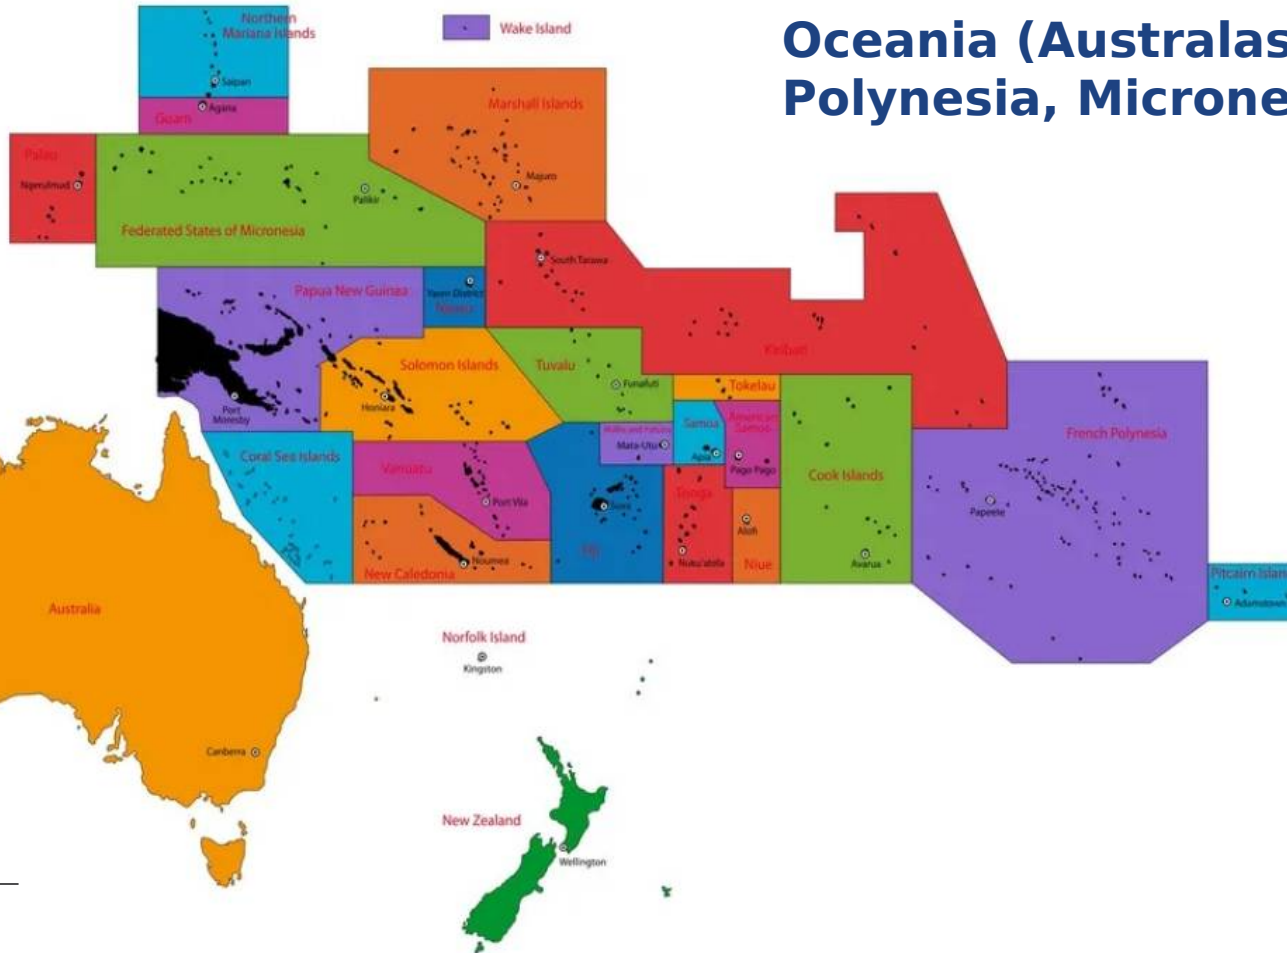 Oceania (Australas
Polynesia, Microne
Northern
Mariana Islands
Wake Island
Saipan
Agana
Guam
Marshall Islands
Palau
Ngerulmud
Majuro
Palikir
Federated States of Micronesia
South Tarawa
Papua New Guinea
Yaren District
Nauru
Kiribati
Solomon Islands
Tuvalu
Funafuti
Tokelau
Honiara
Port
Moresby
Samoa
American
Samoa
Wallis and Futuna
Mata-Utu
Apia
Pago Pago
French Polynesia
Coral Sea Islands
Vanuatu
Cook Islands
Tonga
Port Vila
Suva
Papeete
Alofi
Fiji
Noumea
New Caledonia
Nuku'alofa
Niue
Avarua
Pitcairn Islan
Adamstown
Australia
Norfolk Island
Kingston
Canberra
New Zealand
Wellington